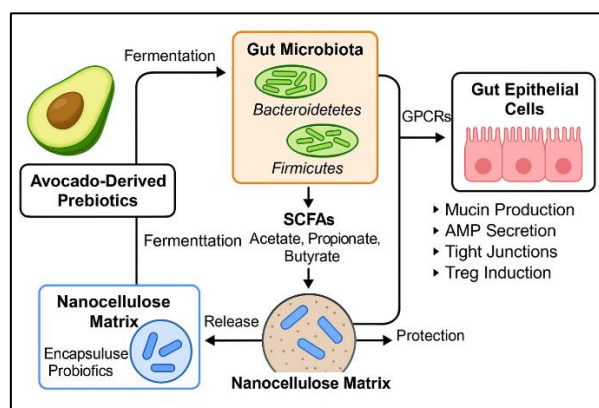 Fermentation
Avocado-Derived
Prebiotics
Gut Microbiota
Bacteroidetetes
Firmicutes
GPCRs
Gut Epithelial
Cells
Mucin Production
AMP Secretion
Tight Junctions
Treg Induction
SCFAs
Acetate, Propionate,
Butyrate
Fermenttation
Nanocellulose
Matrix
Encapsuluse
Probiofics
Release
Protection
Nanocellulose Matrix